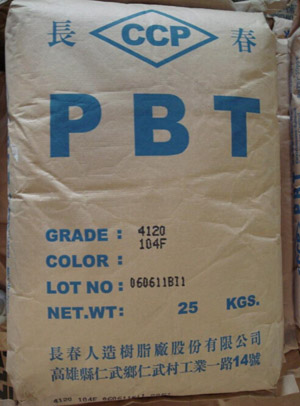 長 CCP 春
PBT
GRADE: 4120
104F
COLOR:
LOT NO: 060611BI1
NET.WT: 25 KGS.
長春人造樹脂廠股份有限公司
高雄縣仁武鄉仁武村工業一路14號
4120 104F